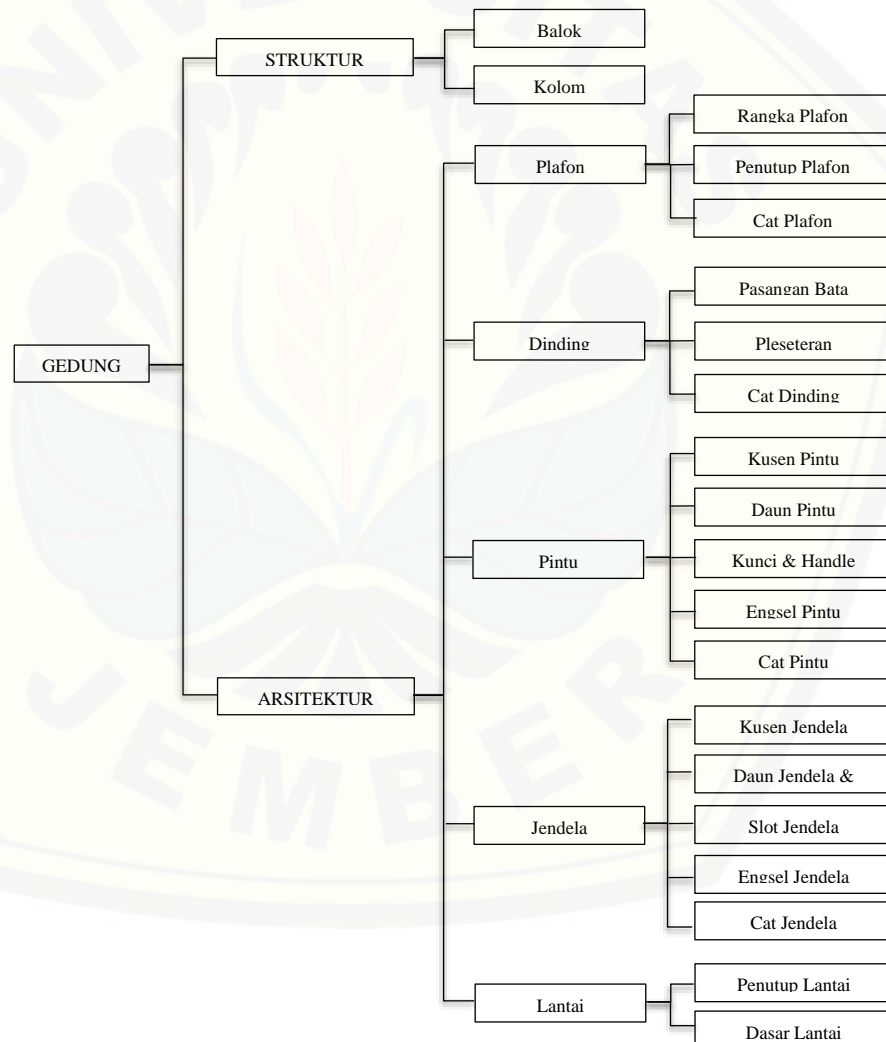 GEDUNG
STRUKTUR
Balok
Kolom
ARSITEKTUR
Plafon
Rangka Plafon
Penutup Plafon
Cat Plafon
Dinding
Pasangan Bata
Pleseteran
Cat Dinding
Pintu
Kusen Pintu
Daun Pintu
Kunci & Handle
Engsel Pintu
Cat Pintu
Jendela
Kusen Jendela
Daun Jendela &
Slot Jendela
Engsel Jendela
Cat Jendela
Lantai
Penutup Lantai
Dasar Lantai
UNIVERSITAS
JEMBER